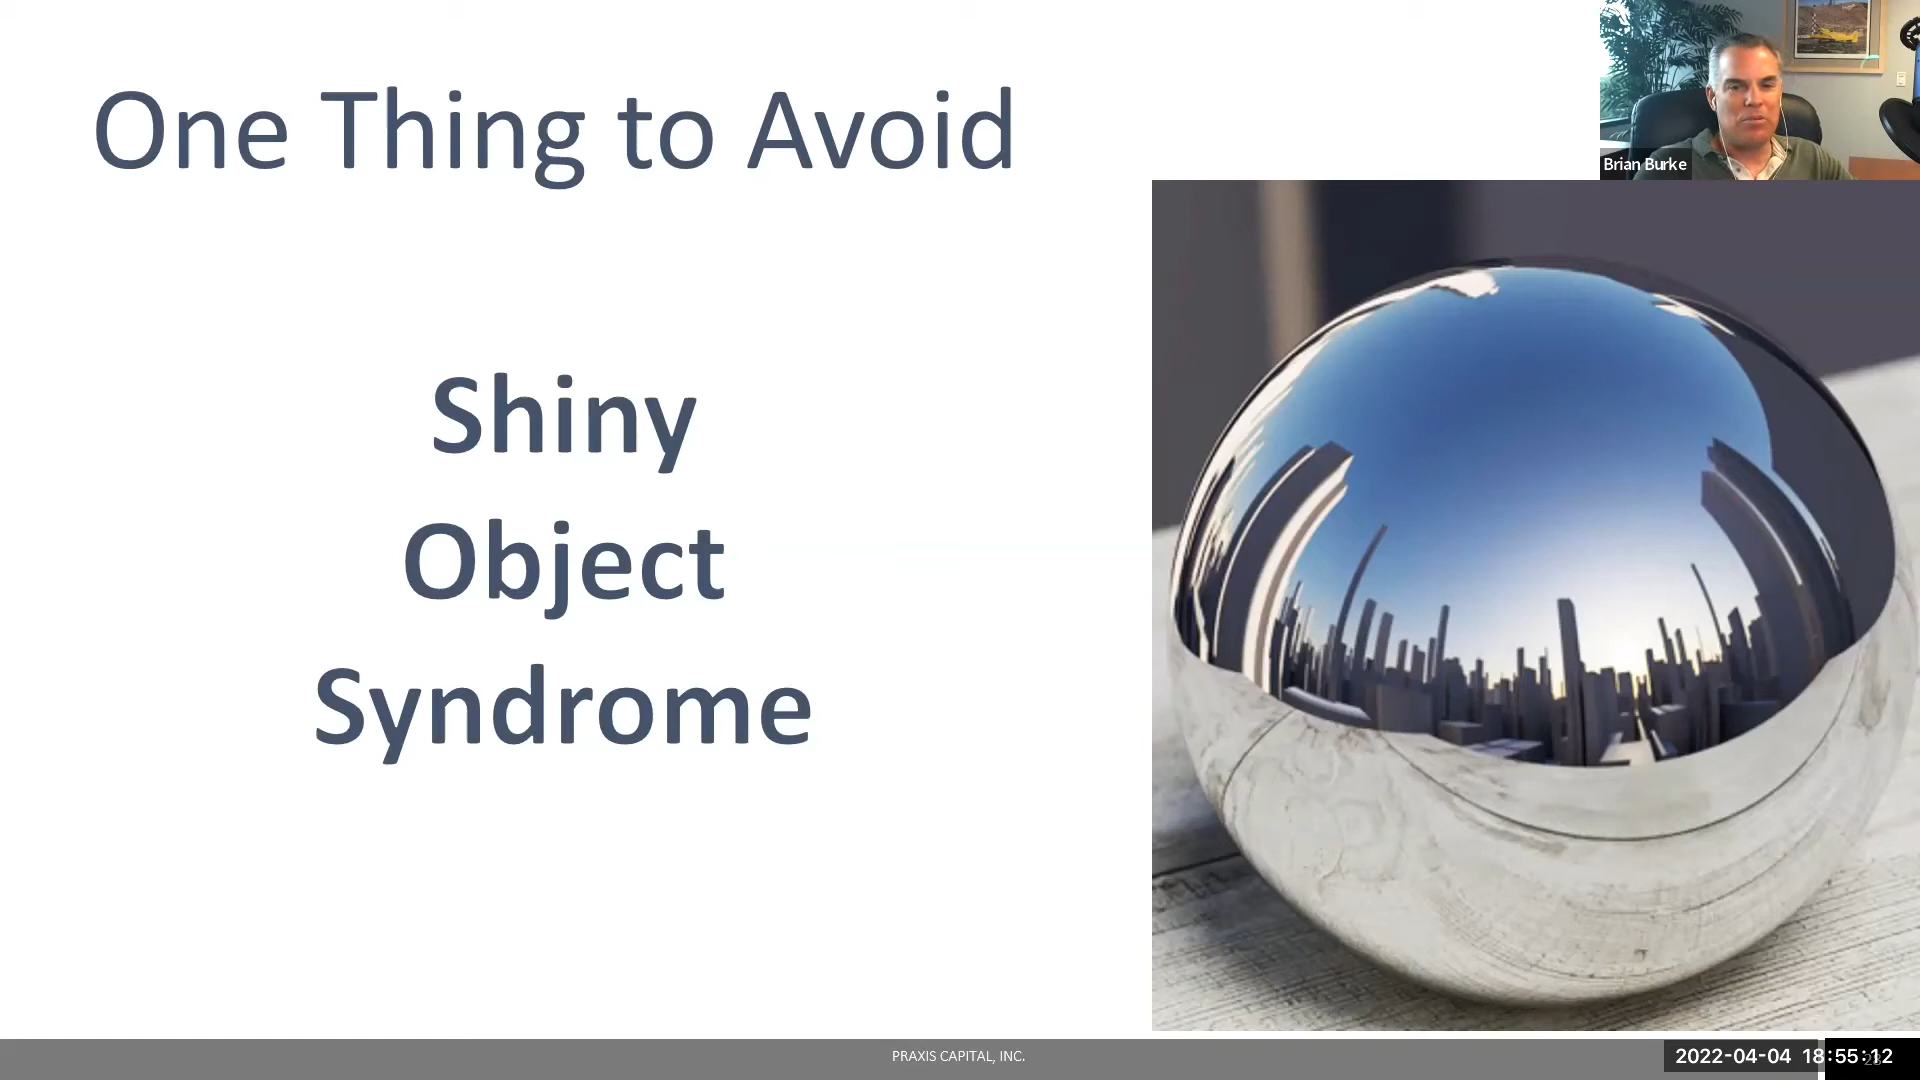 One Thing to Avoid
Brian Burke
Shiny
Object
Syndrome
PRAXIS CAPITAL, INC.
2022-04-04 18:55:12